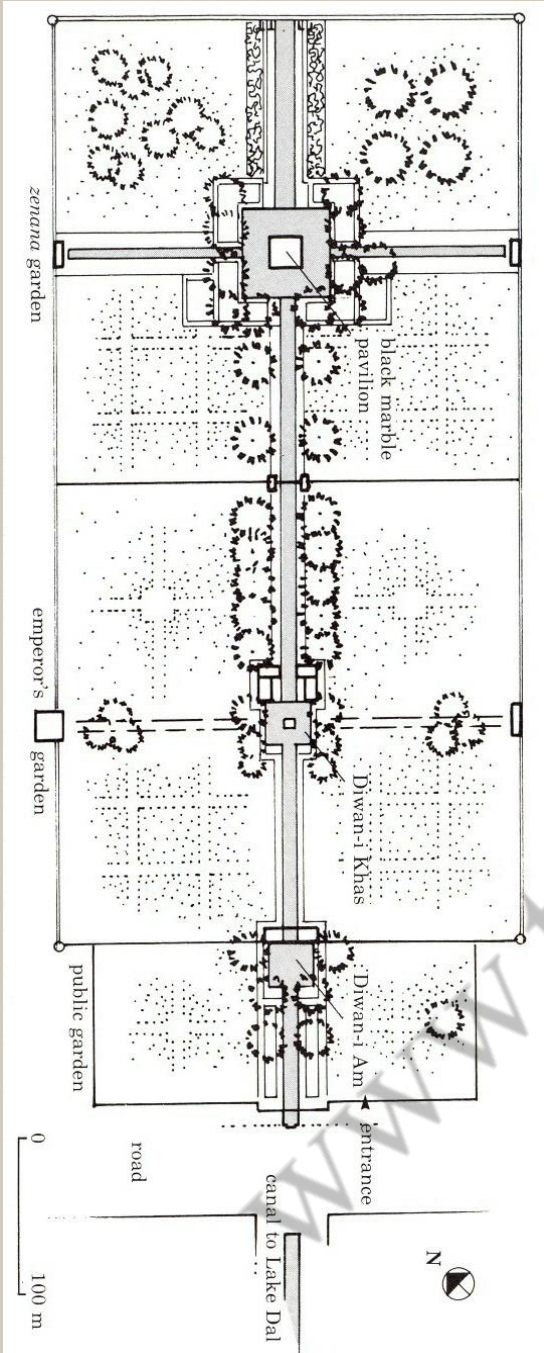 zenana garden
black marble
pavilion
emperor's garden
Diwan-i Khas
public garden
Diwan-i Am
entrance
road
canal to Lake Dal
N
0
100 m
www